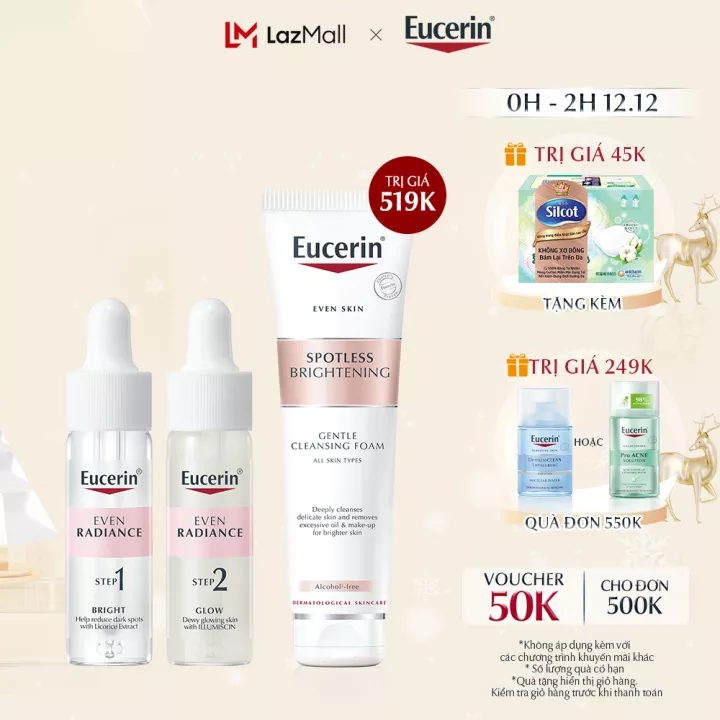 LazMall × Eucerin®
0H - 2H 12.12
TRỊ GIÁ 45K
Silcot
KHÔNG XƠ BÔNG
Bám Lại Trên Da
TẶNG KÈM
TRỊ GIÁ
519K
Eucerin®
EVEN SKIN
SPOTLESS
BRIGHTENING
GENTLE
CLEANSING FOAM
ALL SKIN TYPES
Deeply cleanses
delicate skin and removes
excessive oil & make-up
for brighter skin
Alcohol-free
DERMATOLOGICAL SKINCARE
Eucerin®
EVEN
RADIANCE
STEP 1
BRIGHT
Help reduce dark spots
with Licorice Extract
Eucerin®
EVEN
RADIANCE
STEP 2
GLOW
Dewy glowing skin
with ILLUMISCIN
TRỊ GIÁ 249K
Eucerin
DermatoCLEAN
HYALURON
MICELLAR WATER
HOẶC
98%
Eucerin
Pro ACNE
SOLUTION
QUÀ ĐƠN 550K
VOUCHER
50K
CHO ĐƠN
500K
*Không áp dụng kèm với
các chương trình khuyến mãi khác
* Số lượng quà có hạn
*Quà tặng hiển thị giỏ hàng.
Kiểm tra giỏ hàng trước khi thanh toán